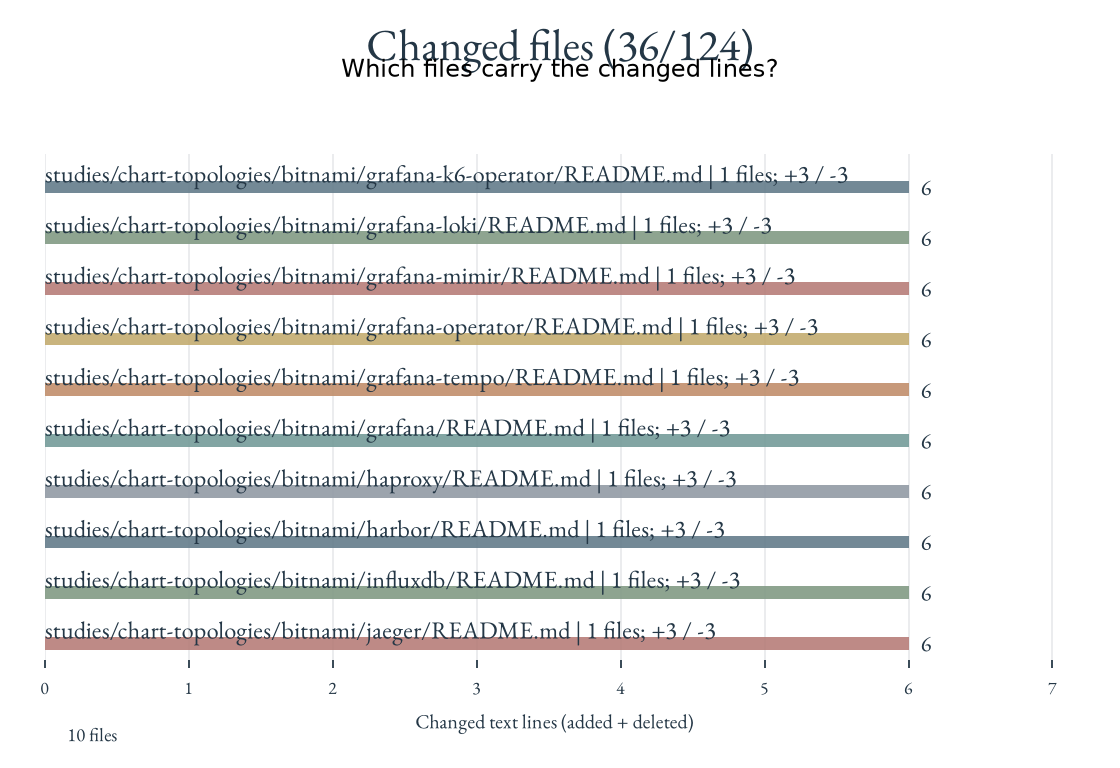 Changed files (36/124)
Which files carry the changed lines?
studies/chart-topologies/bitnami/grafana-k6-operator/README.md | 1 files; +3 / -3
6
studies/chart-topologies/bitnami/grafana-loki/README.md | 1 files; +3 / -3
6
studies/chart-topologies/bitnami/grafana-mimir/README.md | 1 files; +3 / -3
6
studies/chart-topologies/bitnami/grafana-operator/README.md | 1 files; +3 / -3
6
studies/chart-topologies/bitnami/grafana-tempo/README.md | 1 files; +3 / -3
6
studies/chart-topologies/bitnami/grafana/README.md | 1 files; +3 / -3
6
studies/chart-topologies/bitnami/haproxy/README.md | 1 files; +3 / -3
6
studies/chart-topologies/bitnami/harbor/README.md | 1 files; +3 / -3
6
studies/chart-topologies/bitnami/influxdb/README.md | 1 files; +3 / -3
6
studies/chart-topologies/bitnami/jaeger/README.md | 1 files; +3 / -3
6
0 1 2 3 4 5 6 7
Changed text lines (added + deleted)
10 files